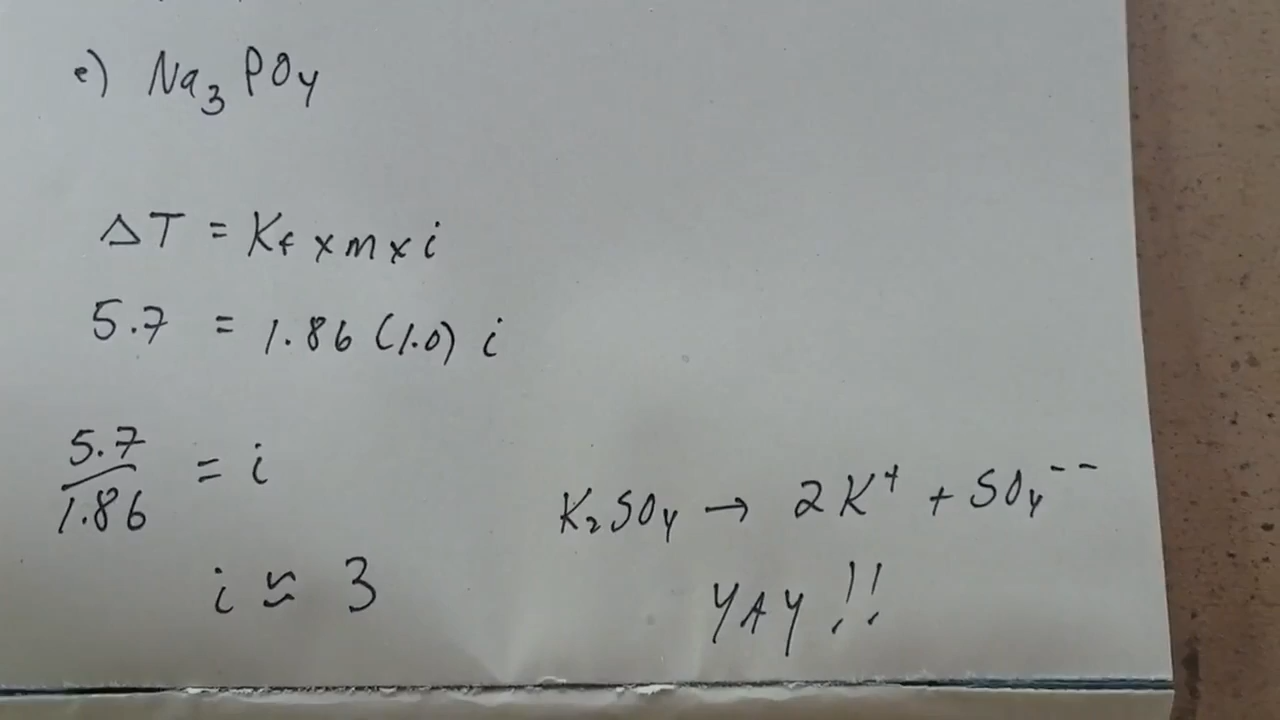 e) Na₃PO₄
ΔT = Kf x m x i
5.7 = 1.86 (1.0) i
5.7/1.86 = i
i ≈ 3
K₂SO₄ → 2K⁺ + SO₄⁻⁻
YAY!!